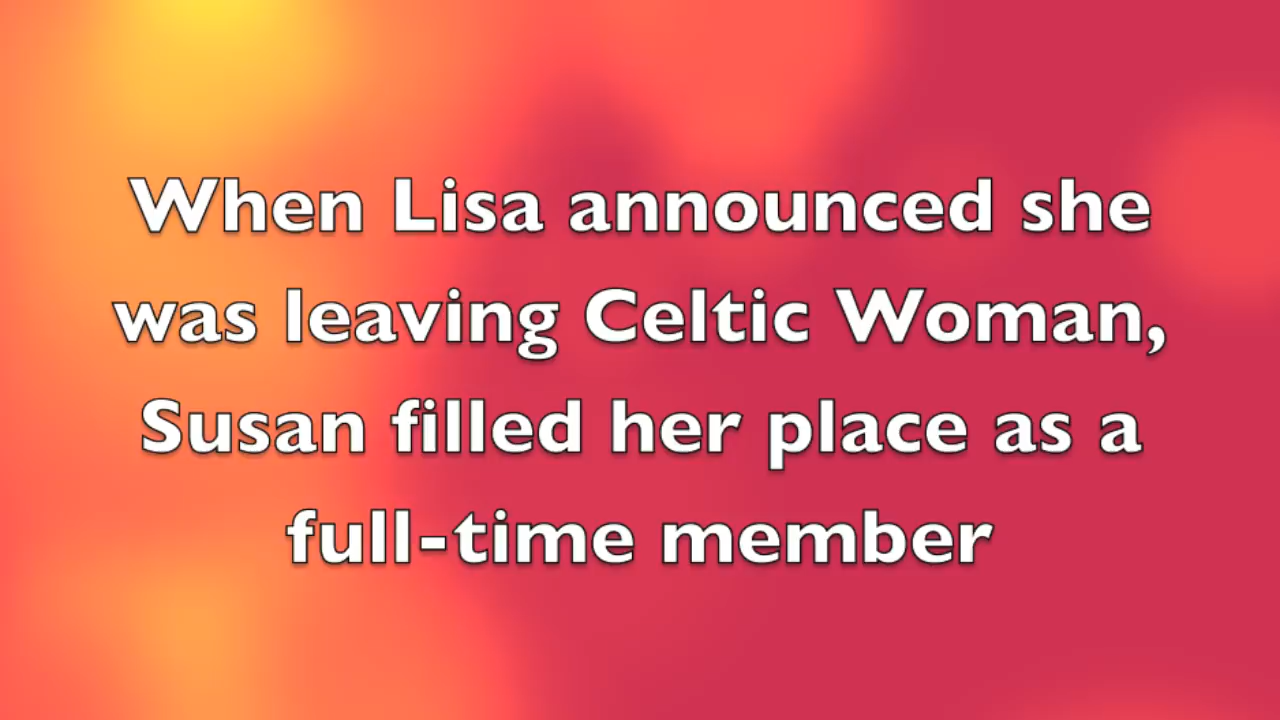 When Lisa announced she
was leaving Celtic Woman,
Susan filled her place as a
full-time member